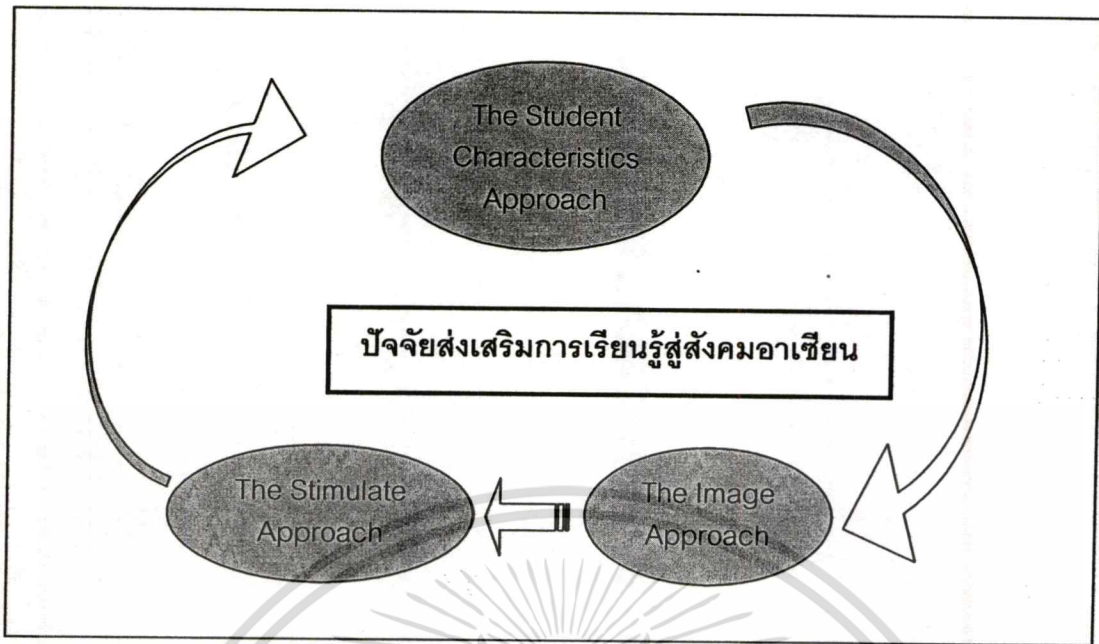 The Student
Characteristics
Approach
ปัจจัยส่งเสริมการเรียนรู้สู่สังคมอาเซียน
The Stimulate
Approach
The Image
Approach